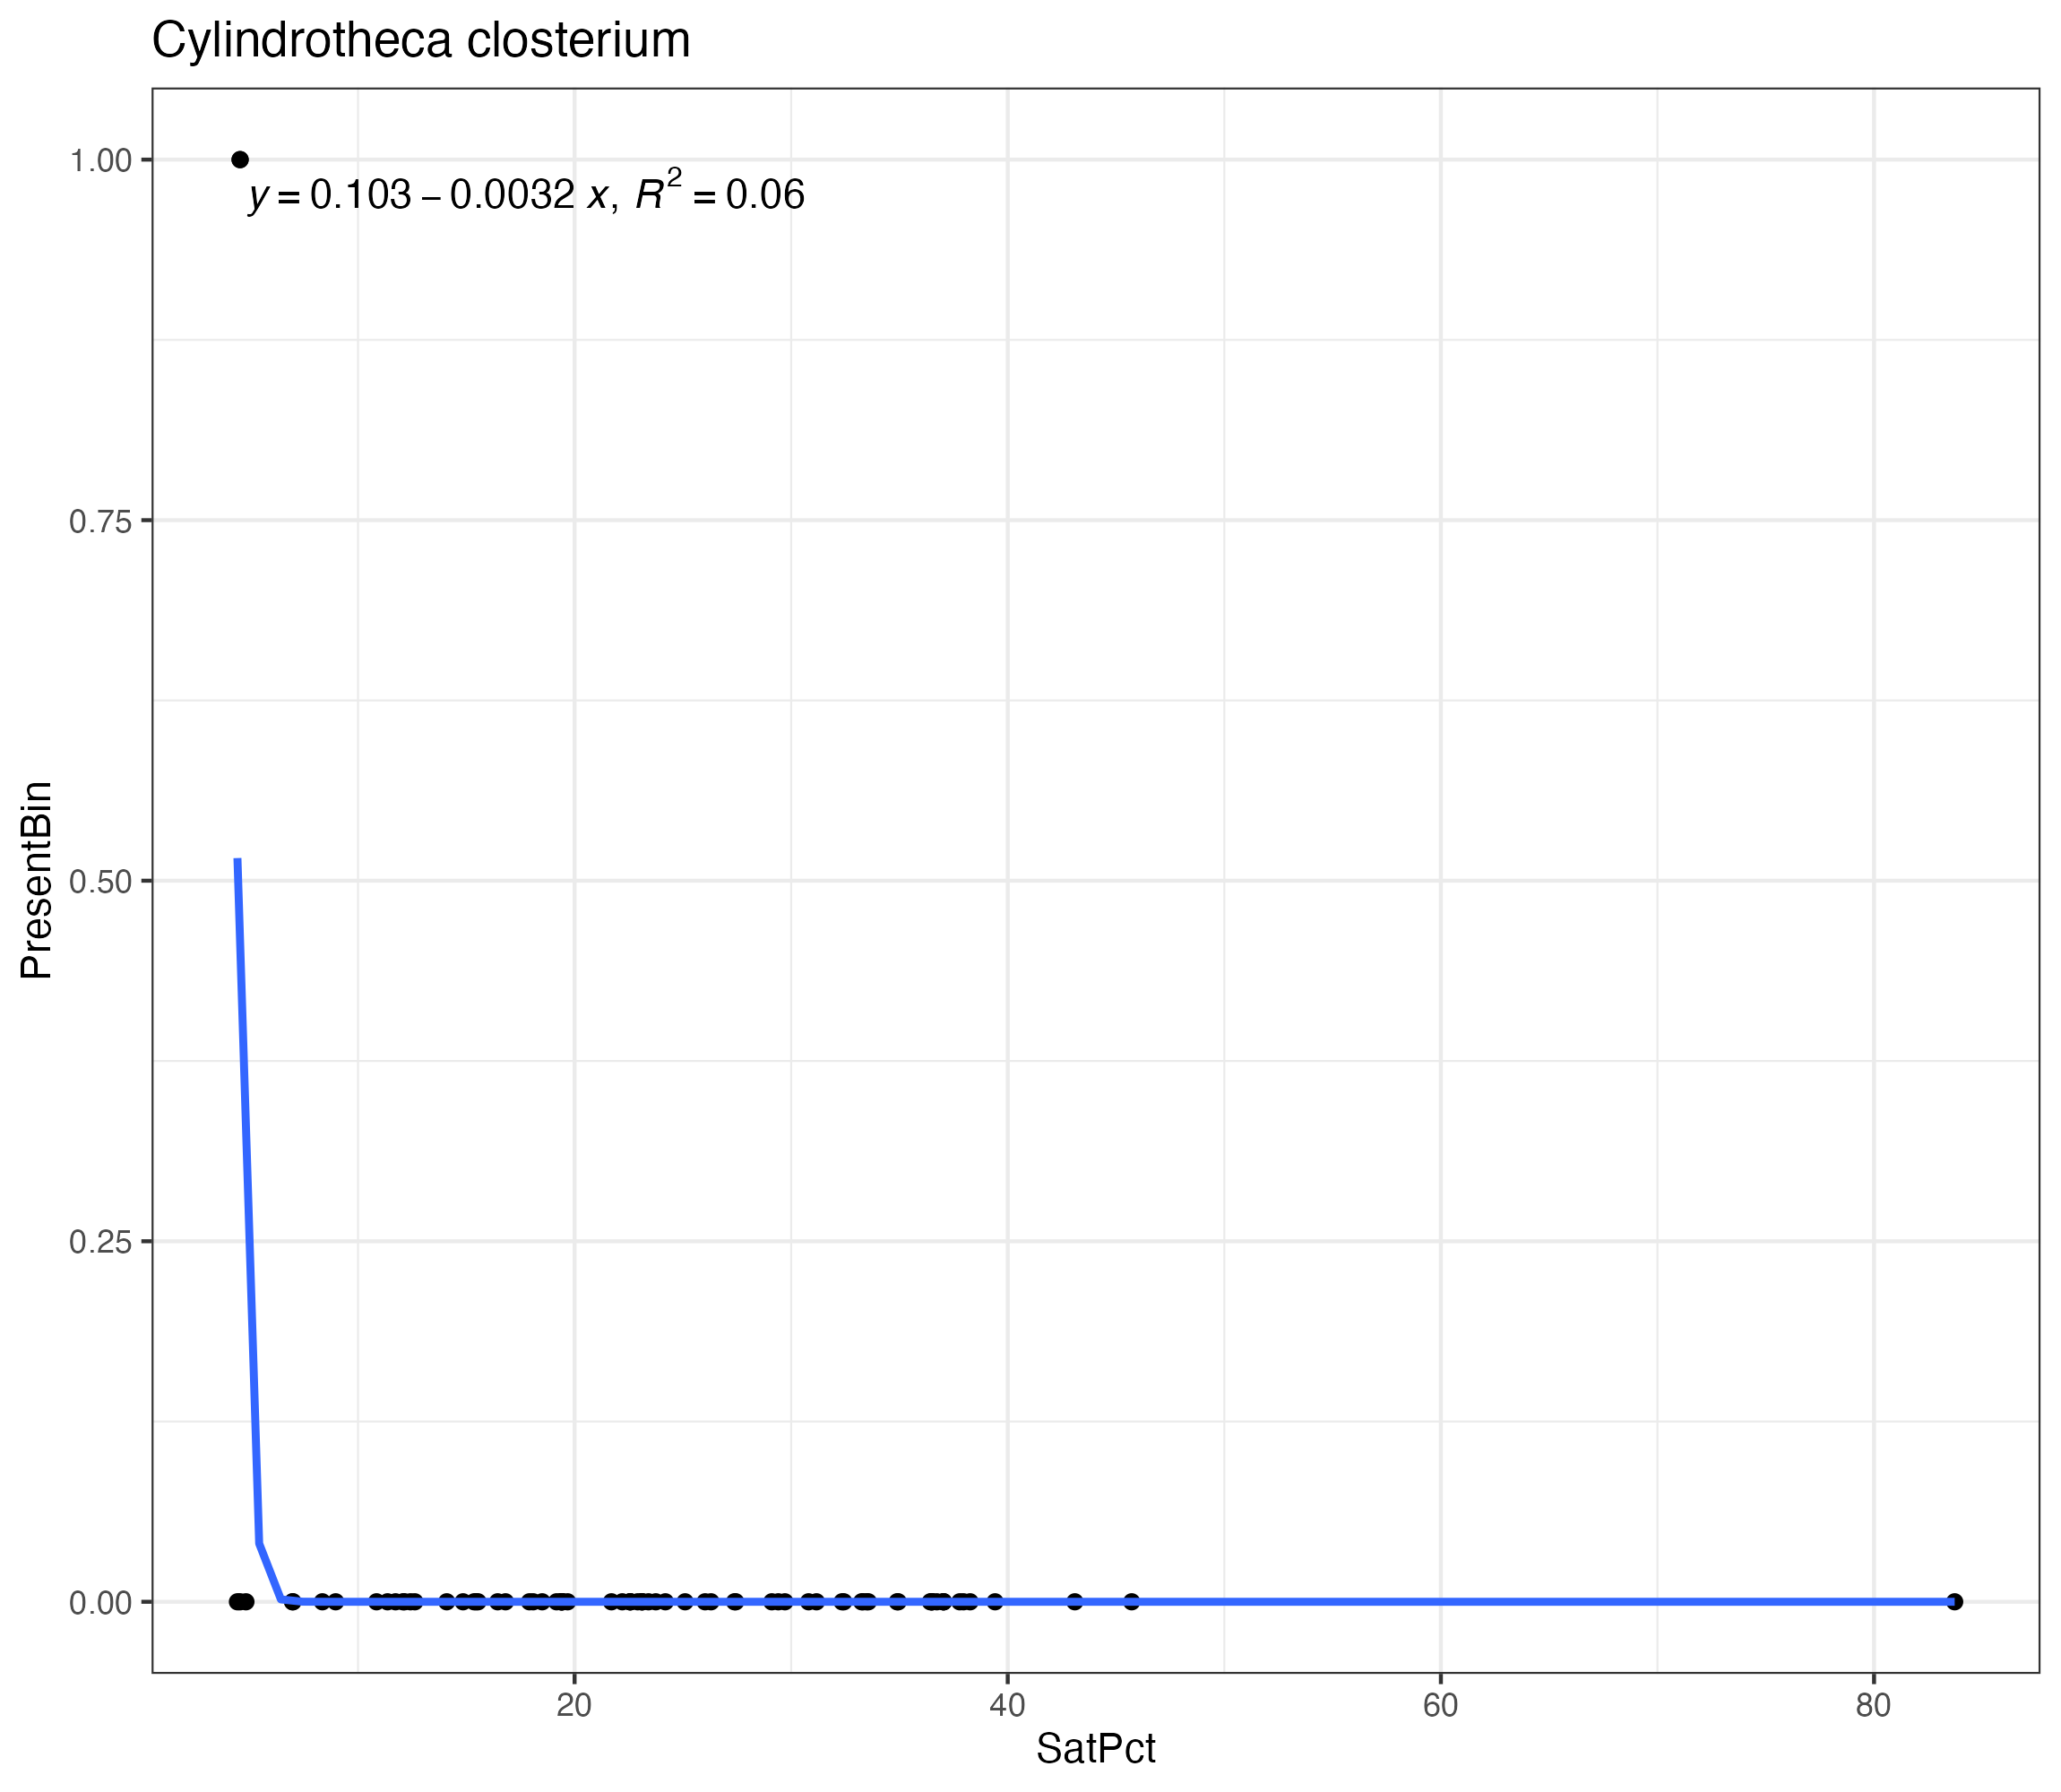 Cylindrotheca closterium
1.00
y = 0.103 − 0.0032 x, R² = 0.06
0.75
0.50
0.25
0.00
PresentBin
20 40 60 80
SatPct